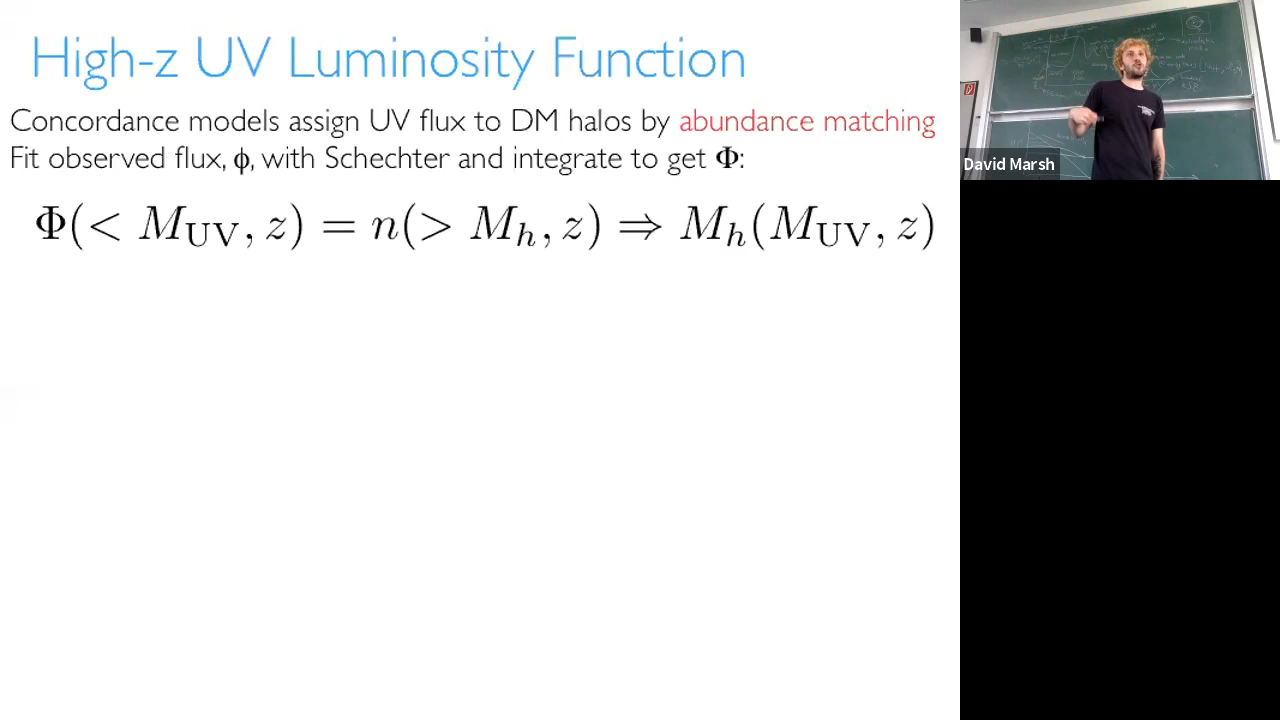 High-z UV Luminosity Function
Concordance models assign UV flux to DM halos by abundance matching
Fit observed flux, ϕ, with Schechter and integrate to get Φ:
Φ(< M_UV, z) = n(> M_h, z) ⇒ M_h(M_UV, z)
David Marsh